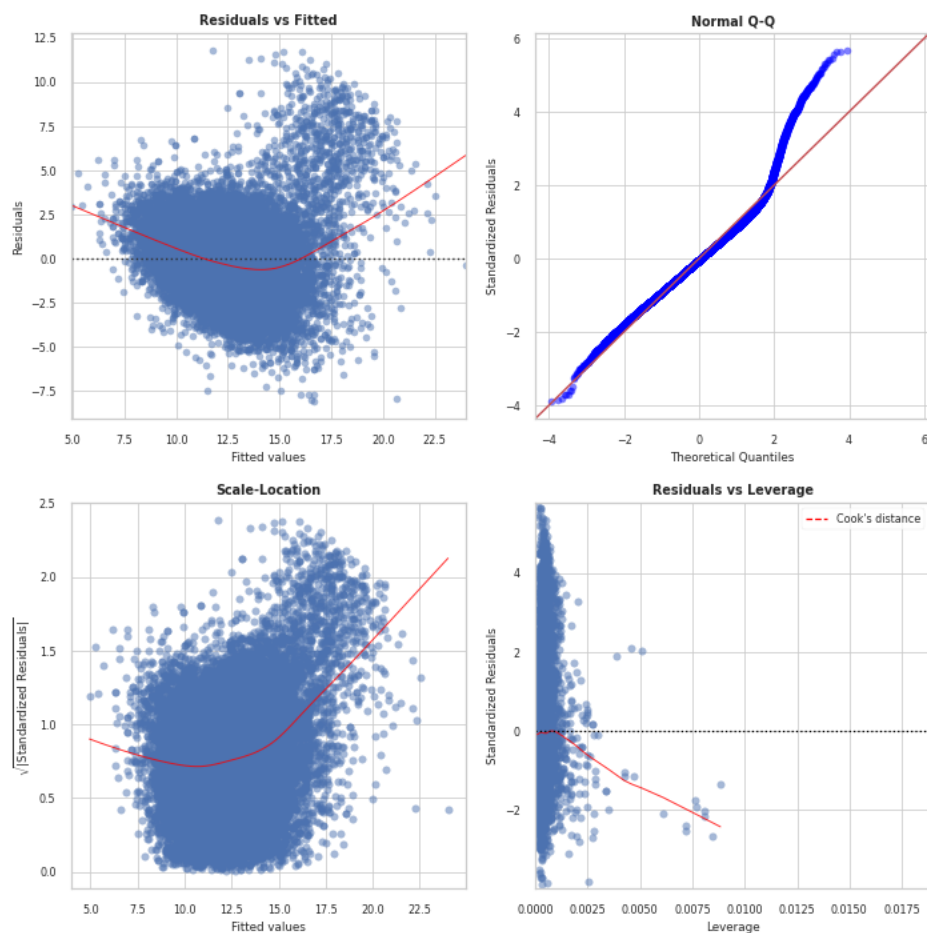 Residuals vs Fitted
12.5
10.0
7.5
5.0
2.5
0.0
−2.5
−5.0
−7.5
Residuals
5.0 7.5 10.0 12.5 15.0 17.5 20.0 22.5
Fitted values
Normal Q-Q
6
4
2
0
−2
−4
Standardized Residuals
−4 −2 0 2 4 6
Theoretical Quantiles
Scale-Location
2.5
2.0
1.5
1.0
0.5
0.0
√|Standardized Residuals|
5.0 7.5 10.0 12.5 15.0 17.5 20.0 22.5
Fitted values
Residuals vs Leverage
Cook's distance
4
2
0
−2
Standardized Residuals
0.0000 0.0025 0.0050 0.0075 0.0100 0.0125 0.0150 0.0175
Leverage